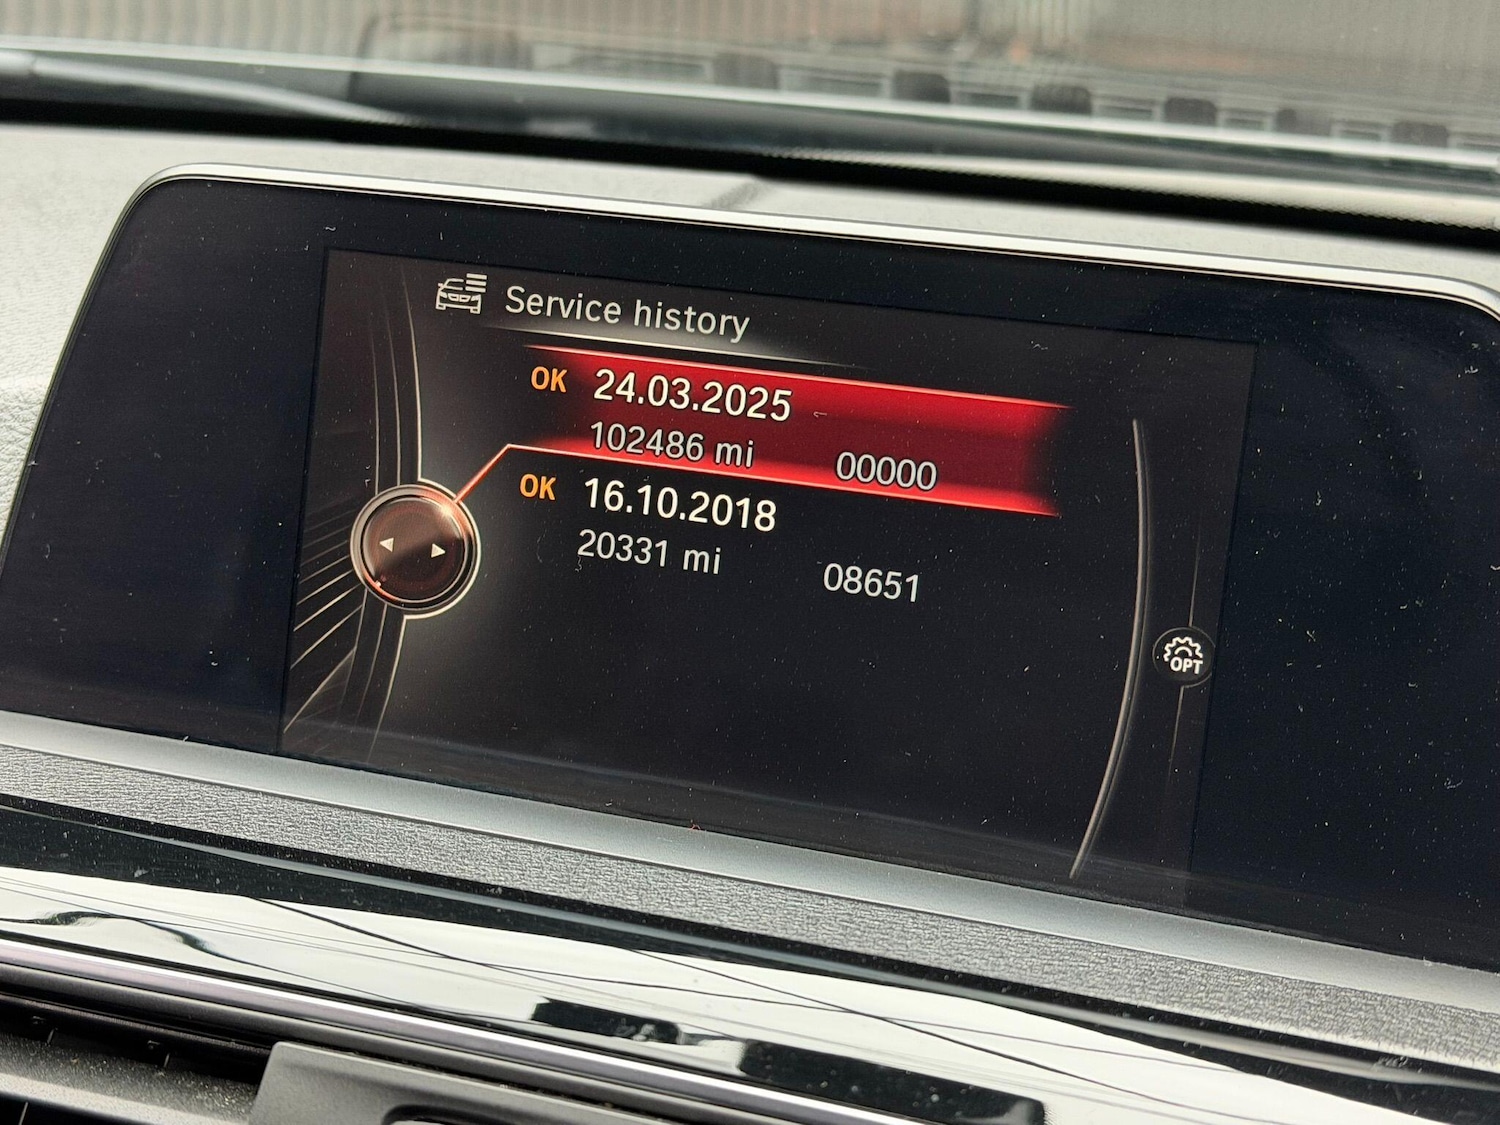 Service history
OK 24.03.2025
102486 mi 00000
OK 16.10.2018
20331 mi 08651
OPT